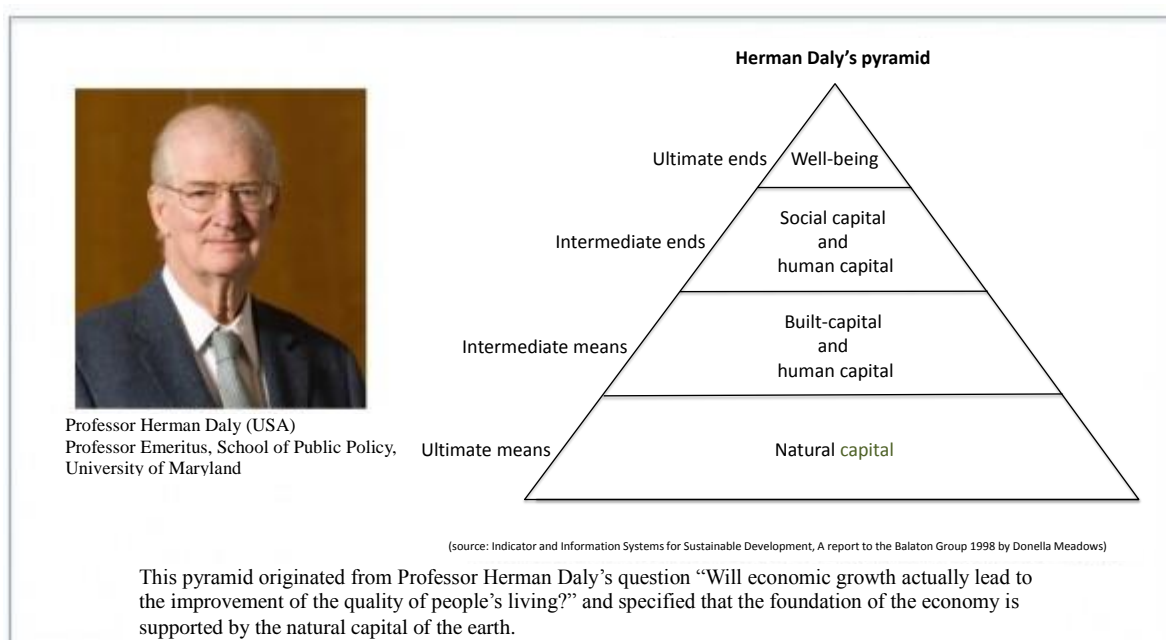 Herman Daly's pyramid
Ultimate ends
Well-being
Intermediate ends
Social capital
and
human capital
Intermediate means
Built-capital
and
human capital
Ultimate means
Natural capital
Professor Herman Daly (USA)
Professor Emeritus, School of Public Policy,
University of Maryland
(source: Indicator and Information Systems for Sustainable Development, A report to the Balaton Group 1998 by Donella Meadows)
This pyramid originated from Professor Herman Daly's question “Will economic growth actually lead to
the improvement of the quality of people's living?” and specified that the foundation of the economy is
supported by the natural capital of the earth.